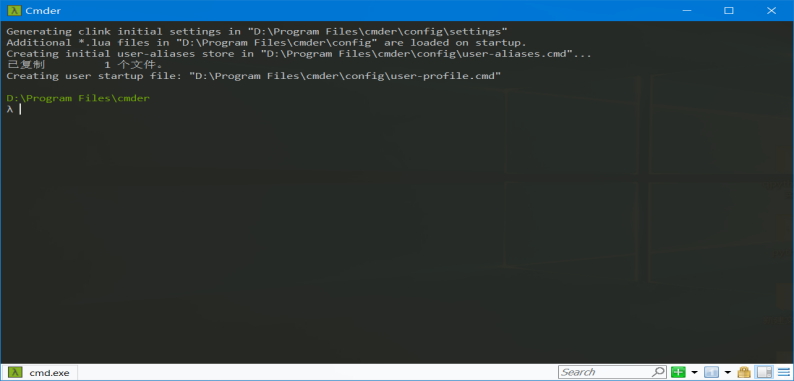 Cmder
Generating clink initial settings in "D:\Program Files\cmder\config\settings"
Additional *.lua files in "D:\Program Files\cmder\config" are loaded on startup.
Creating initial user-aliases store in "D:\Program Files\cmder\config\user-aliases.cmd"...
已复制         1 个文件。
Creating user startup file: "D:\Program Files\cmder\config\user-profile.cmd"
D:\Program Files\cmder
λ
cmd.exe
Search